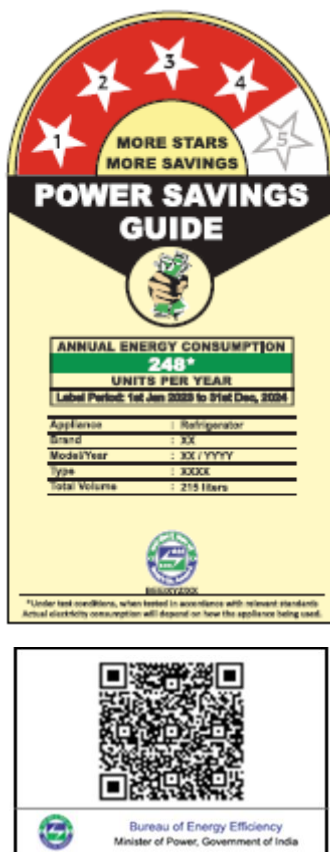 1 2 3 4 5
MORE STARS
MORE SAVINGS
POWER SAVINGS
GUIDE
ANNUAL ENERGY CONSUMPTION
248*
UNITS PER YEAR
Label Period: 1st Jan 2023 to 31st Dec, 2024
Appliance : Refrigerator
Brand : XX
Model/Year : XX / YYYY
Type : XXXX
Total Volume : 215 liters
*Under test conditions, when tested in accordance with relevant standards
Actual electricity consumption will depend on how the appliance being used.
Bureau of Energy Efficiency
Minister of Power, Government of India